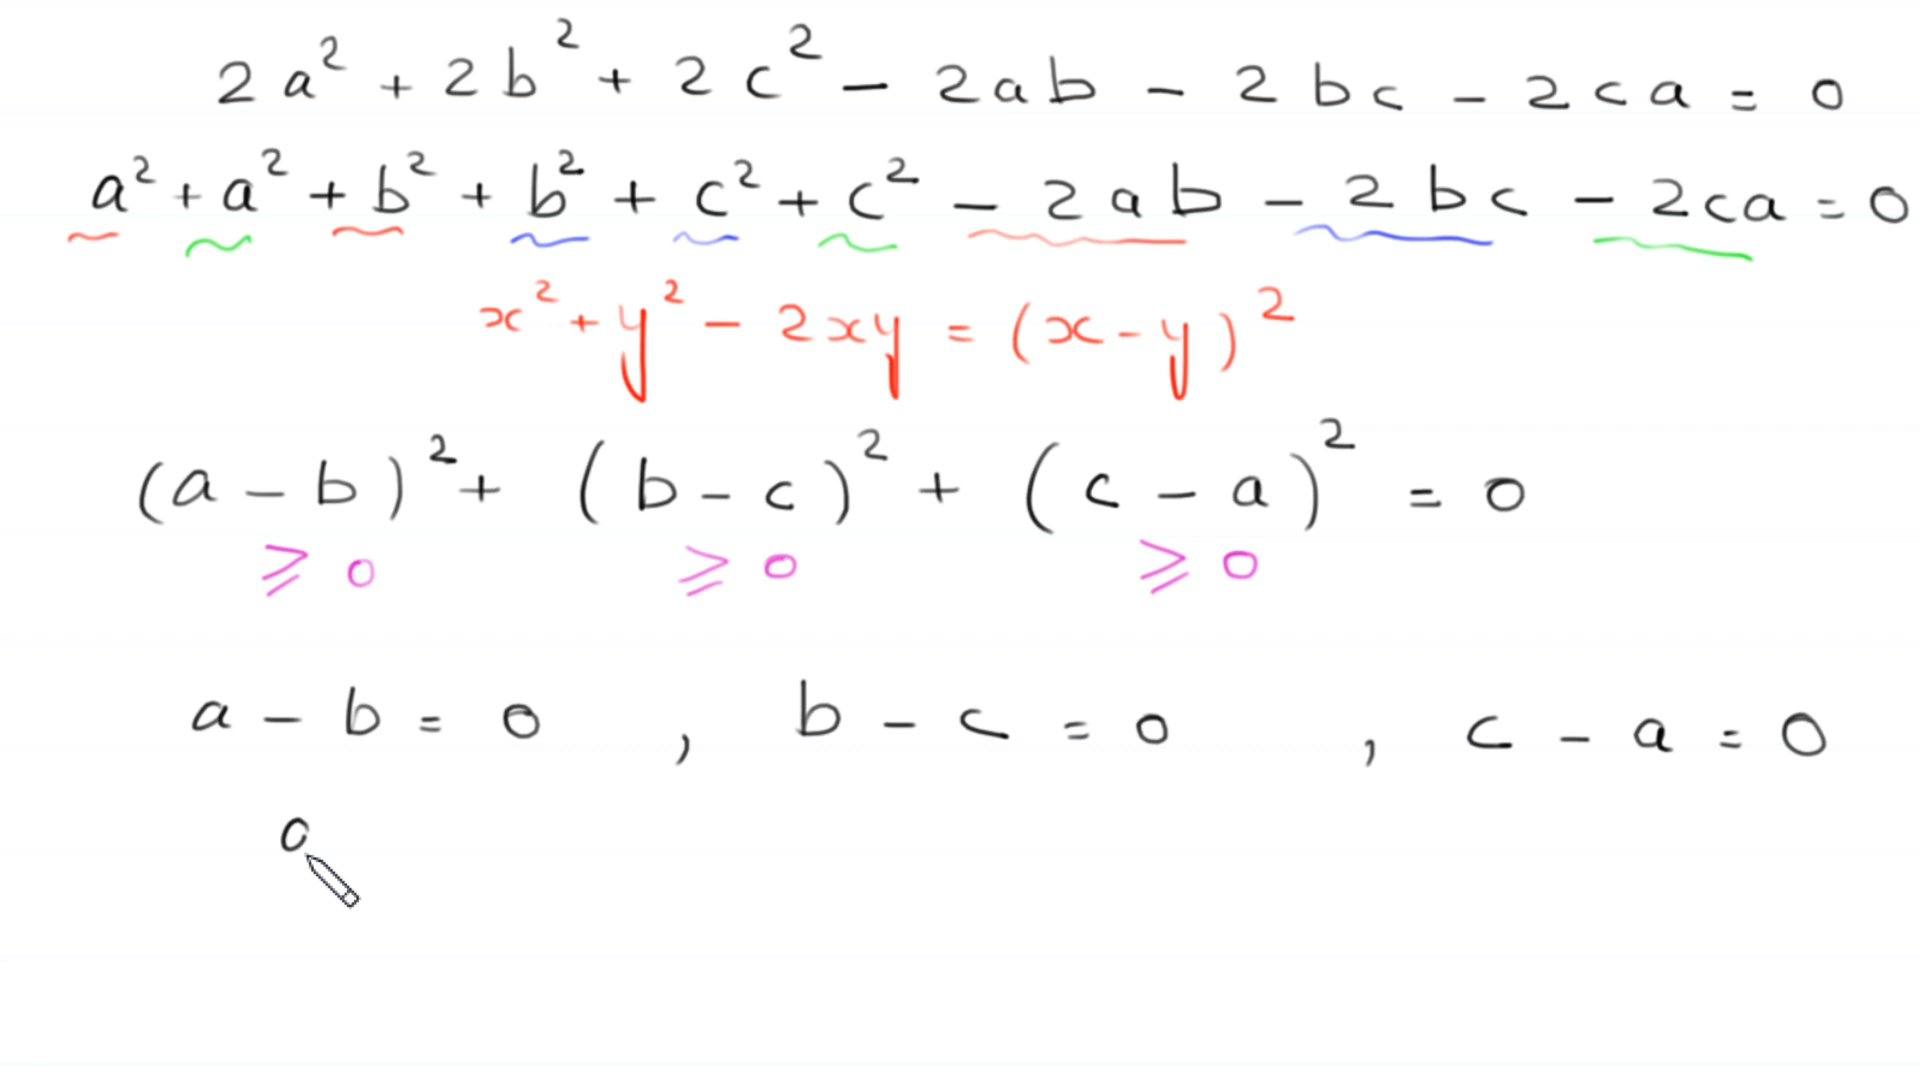 2a² + 2b² + 2c² - 2ab - 2bc - 2ca = 0
a² + a² + b² + b² + c² + c² - 2ab - 2bc - 2ca = 0
x² + y² - 2xy = (x - y)²
(a - b)² + (b - c)² + (c - a)² = 0
≥ 0 ≥ 0 ≥ 0
a - b = 0 , b - c = 0 , c - a = 0